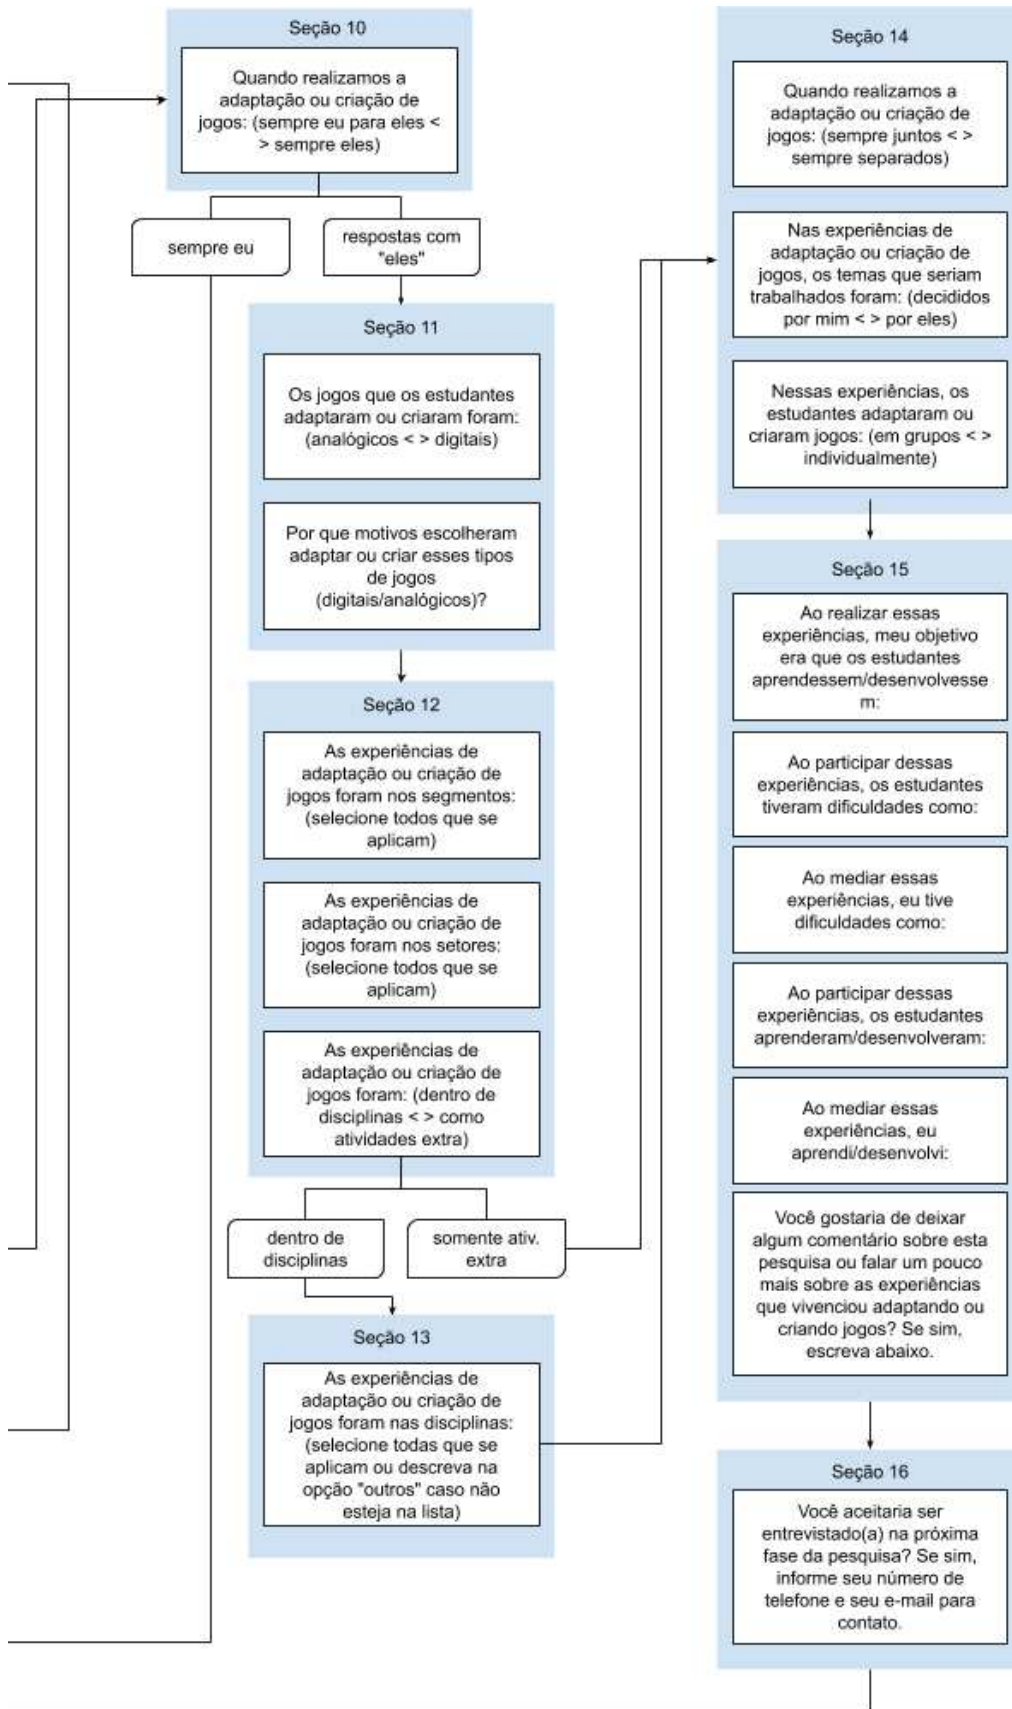 Seção 10
Quando realizamos a
adaptação ou criação de
jogos: (sempre eu para eles <
> sempre eles)
sempre eu
respostas com
"eles"
Seção 11
Os jogos que os estudantes
adaptaram ou criaram foram:
(analógicos < > digitais)
Por que motivos escolheram
adaptar ou criar esses tipos
de jogos
(digitais/analógicos)?
Seção 12
As experiências de
adaptação ou criação de
jogos foram nos segmentos:
(selecione todos que se
aplicam)
As experiências de
adaptação ou criação de
jogos foram nos setores:
(selecione todos que se
aplicam)
As experiências de
adaptação ou criação de
jogos foram: (dentro de
disciplinas < > como
atividades extra)
dentro de
disciplinas
somente ativ.
extra
Seção 13
As experiências de
adaptação ou criação de
jogos foram nas disciplinas:
(selecione todas que se
aplicam ou descreva na
opção "outros" caso não
esteja na lista)
Seção 14
Quando realizamos a
adaptação ou criação de
jogos: (sempre juntos < >
sempre separados)
Nas experiências de
adaptação ou criação de
jogos, os temas que seriam
trabalhados foram: (decididos
por mim < > por eles)
Nessas experiências, os
estudantes adaptaram ou
criaram jogos: (em grupos < >
individualmente)
Seção 15
Ao realizar essas
experiências, meu objetivo
era que os estudantes
aprendessem/desenvolvesse
m:
Ao participar dessas
experiências, os estudantes
tiveram dificuldades como:
Ao mediar essas
experiências, eu tive
dificuldades como:
Ao participar dessas
experiências, os estudantes
aprenderam/desenvolveram:
Ao mediar essas
experiências, eu
aprendi/desenvolvi:
Você gostaria de deixar
algum comentário sobre esta
pesquisa ou falar um pouco
mais sobre as experiências
que vivenciou adaptando ou
criando jogos? Se sim,
escreva abaixo.
Seção 16
Você aceitaria ser
entrevistado(a) na próxima
fase da pesquisa? Se sim,
informe seu número de
telefone e seu e-mail para
contato.